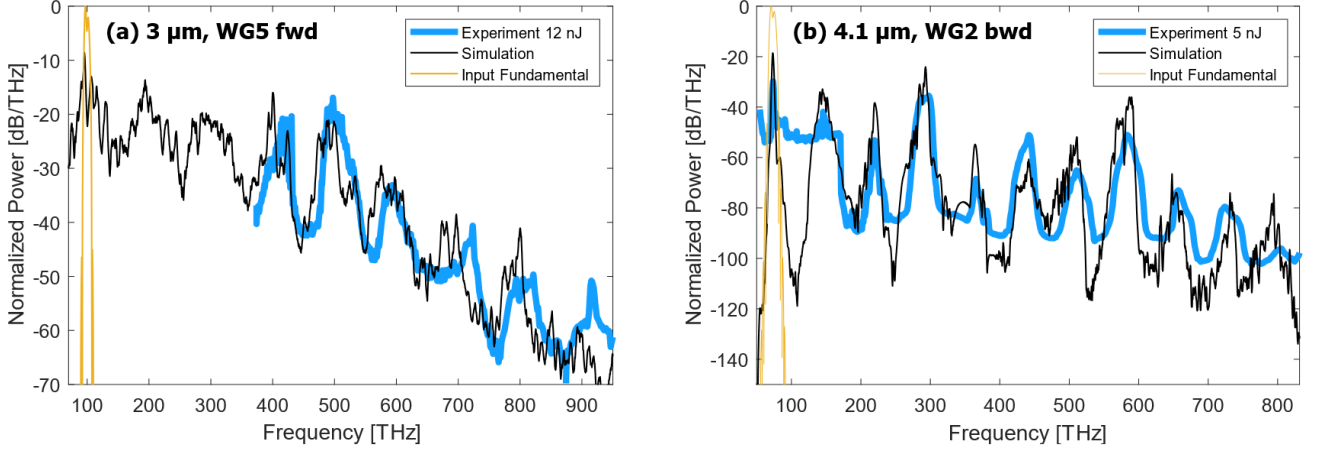 (a) 3 µm, WG5 fwd
Experiment 12 nJ
Simulation
Input Fundamental
Normalized Power [dB/THz]
0
-10
-20
-30
-40
-50
-60
-70
100 200 300 400 500 600 700 800 900
Frequency [THz]
(b) 4.1 µm, WG2 bwd
Experiment 5 nJ
Simulation
Input Fundamental
Normalized Power [dB/THz]
0
-20
-40
-60
-80
-100
-120
-140
100 200 300 400 500 600 700 800
Frequency [THz]